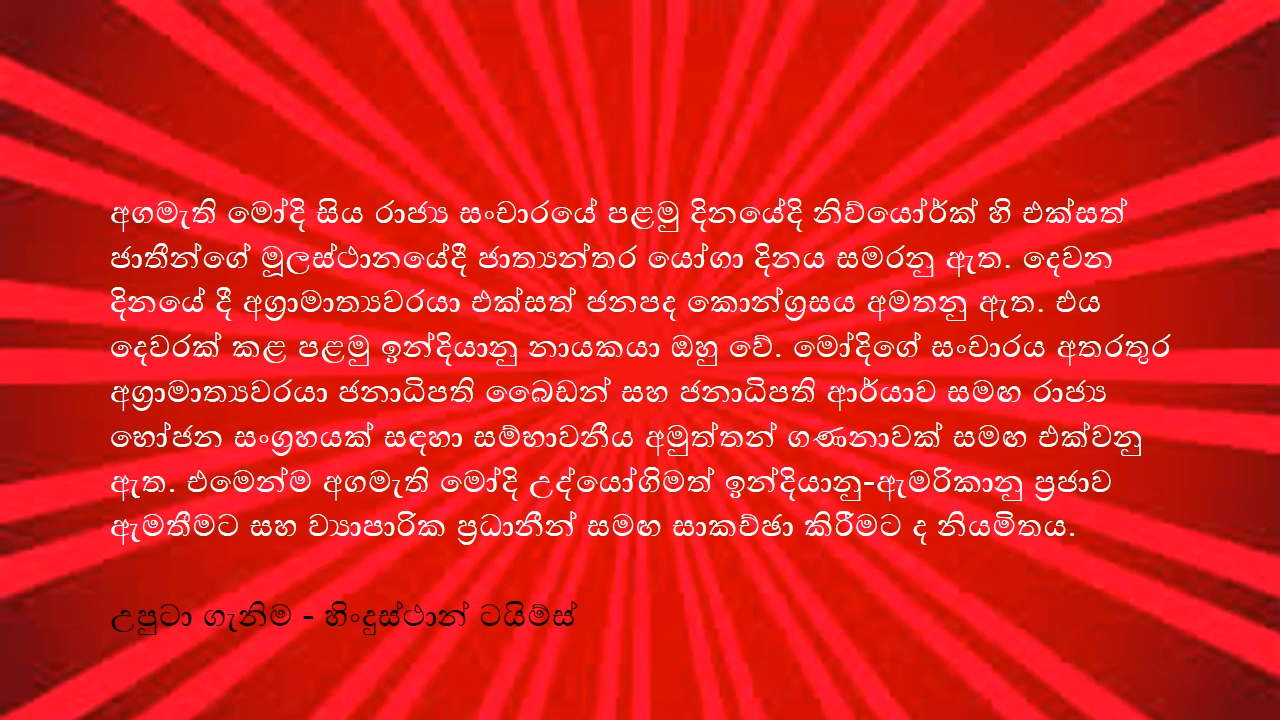 අගමැති මෝදි සිය රාජ්‍ය සංචාරයේ පළමු දිනයේදි නිව්යෝර්ක් හි එක්සත්
ජාතීන්ගේ මූලස්ථානයේදී ජාත්‍යන්තර යෝගා දිනය සමරනු ඇත. දෙවන
දිනයේ දී අග්‍රාමාත්‍යවරයා එක්සත් ජනපද කොන්ග්‍රසය අමතනු ඇත. එය
දෙවරක් කළ පළමු ඉන්දියානු නායකයා ඔහු වේ. මෝදිගේ සංචාරය අතරතුර
අග්‍රාමාත්‍යවරයා ජනාධිපති බෛඩන් සහ ජනාධිපති ආර්යාව සමඟ රාජ්‍ය
භෝජන සංග්‍රහයක් සඳහා සම්භාවනීය අමුත්තන් ගණනාවක් සමඟ එක්වනු
ඇත. එමෙන්ම අගමැති මෝදි උද්යෝගිමත් ඉන්දියානු-ඇමරිකානු ප්‍රජාව
ඇමතීමට සහ ව්‍යාපාරික ප්‍රධානීන් සමඟ සාකච්ඡා කිරීමට ද නියමිතය.
උපුටා ගැනිම - හිංදුස්ථාන් ටයිම්ස්